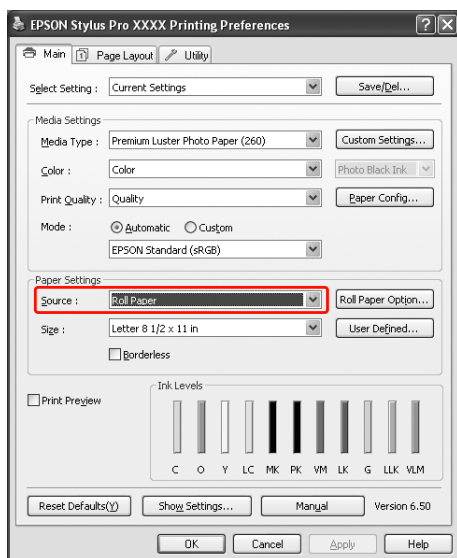 EPSON Stylus Pro XXXX Printing Preferences
Main Page Layout Utility
Select Setting : Current Settings Save/Del...
Media Settings
Media Type : Premium Luster Photo Paper (260) Custom Settings...
Color : Color Photo Black Ink
Print Quality : Quality Paper Config...
Mode : Automatic Custom
EPSON Standard (sRGB)
Paper Settings
Source : Roll Paper Roll Paper Option...
Size : Letter 8 1/2 x 11 in User Defined...
Borderless
Print Preview
Ink Levels
C O Y LC MK PK VM LK G LLK VLM
Reset Defaults(Y) Show Settings... Manual Version 6.50
OK Cancel Apply Help